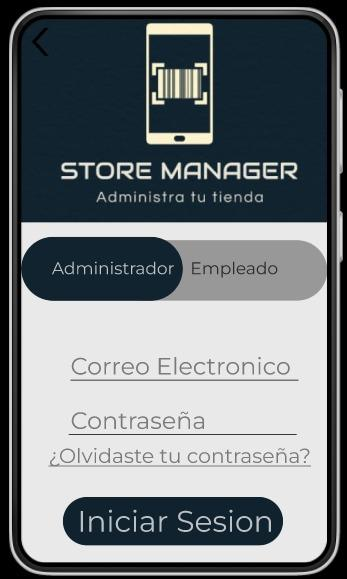 STORE MANAGER
Administra tu tienda
Administrador Empleado
Correo Electronico
Contraseña
¿Olvidaste tu contraseña?
Iniciar Sesion